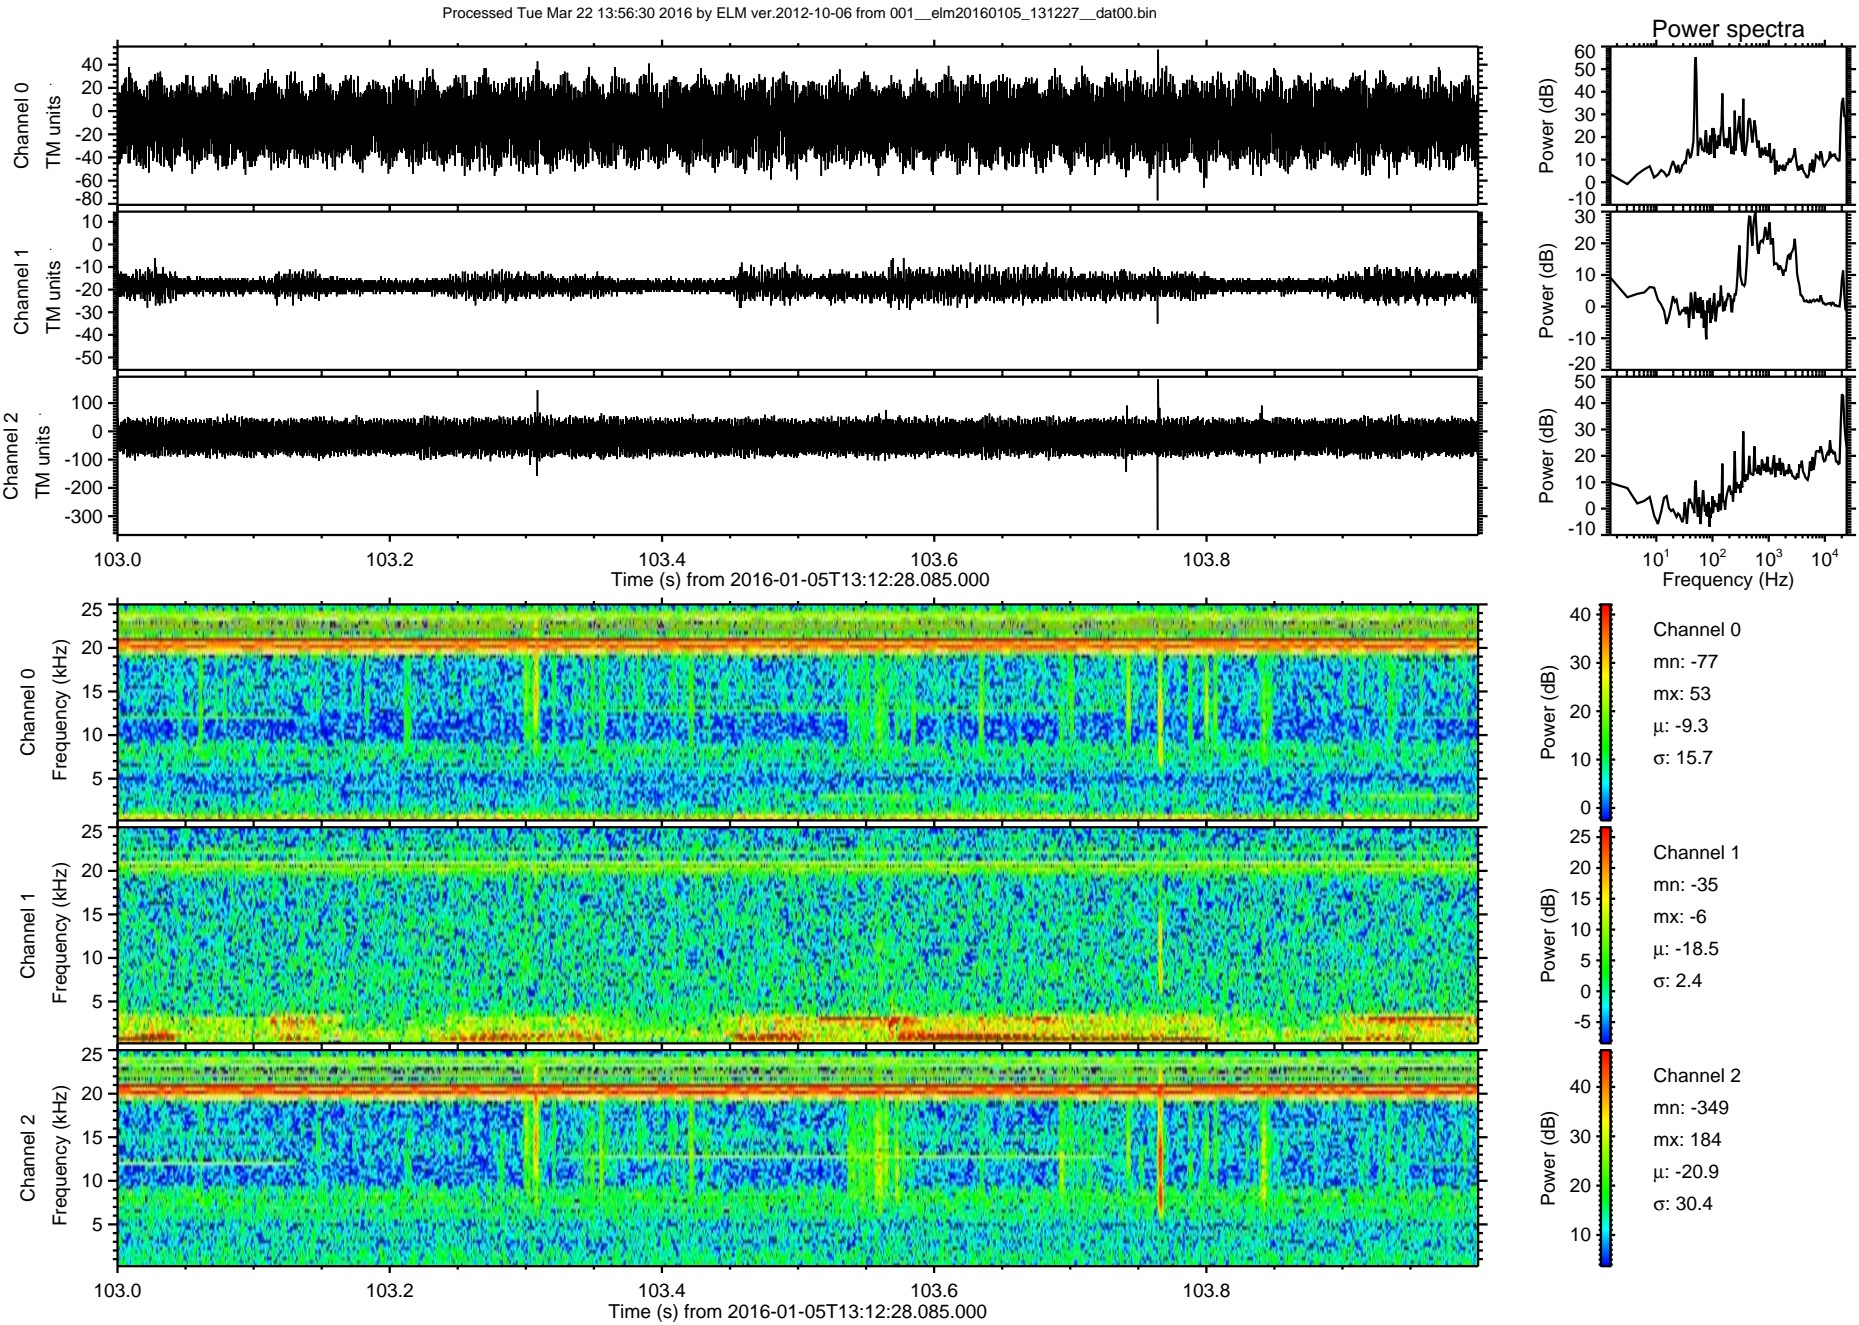 Processed Tue Mar 22 13:56:30 2016 by ELM ver.2012-10-06 from 001__elm20160105_131227__dat00.bin
Power spectra
Channel 0
TM units
40
20
0
-20
-40
-60
-80
Power (dB)
60
50
40
30
20
10
0
-10
Channel 1
TM units
10
0
-10
-20
-30
-40
-50
Power (dB)
30
20
10
0
-10
-20
Channel 2
TM units
100
0
-100
-200
-300
Power (dB)
50
40
30
20
10
0
-10
103.0 103.2 103.4 103.6 103.8
Time (s) from 2016-01-05T13:12:28.085.000
10^1 10^2 10^3 10^4
Frequency (Hz)
Channel 0
Frequency (kHz)
25
20
15
10
5
Power (dB)
40
30
20
10
0
Channel 0
mn: -77
mx: 53
μ: -9.3
σ: 15.7
Channel 1
Frequency (kHz)
25
20
15
10
5
Power (dB)
25
20
15
10
5
0
-5
Channel 1
mn: -35
mx: -6
μ: -18.5
σ: 2.4
Channel 2
Frequency (kHz)
25
20
15
10
5
Power (dB)
40
30
20
10
Channel 2
mn: -349
mx: 184
μ: -20.9
σ: 30.4
103.0 103.2 103.4 103.6 103.8
Time (s) from 2016-01-05T13:12:28.085.000